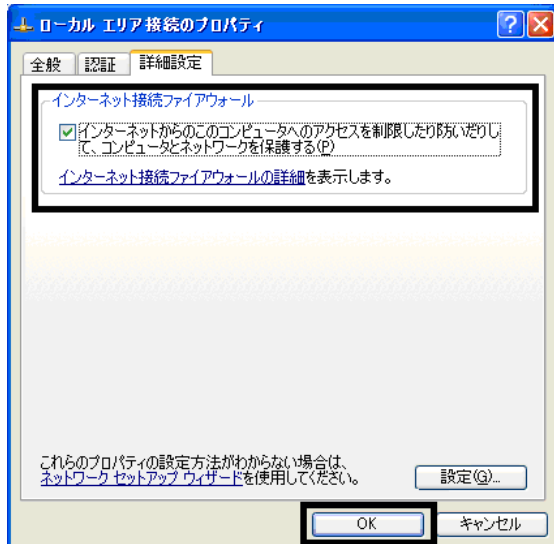 ローカル エリア接続のプロパティ
全般 認証 詳細設定
インターネット接続ファイアウォール
インターネットからのこのコンピュータへのアクセスを制限したり防いだりし
て、コンピュータとネットワークを保護する(P)
インターネット接続ファイアウォールの詳細を表示します。
これらのプロパティの設定方法がわからない場合は、
ネットワーク セットアップ ウィザードを使用してください。
設定(G)...
OK キャンセル